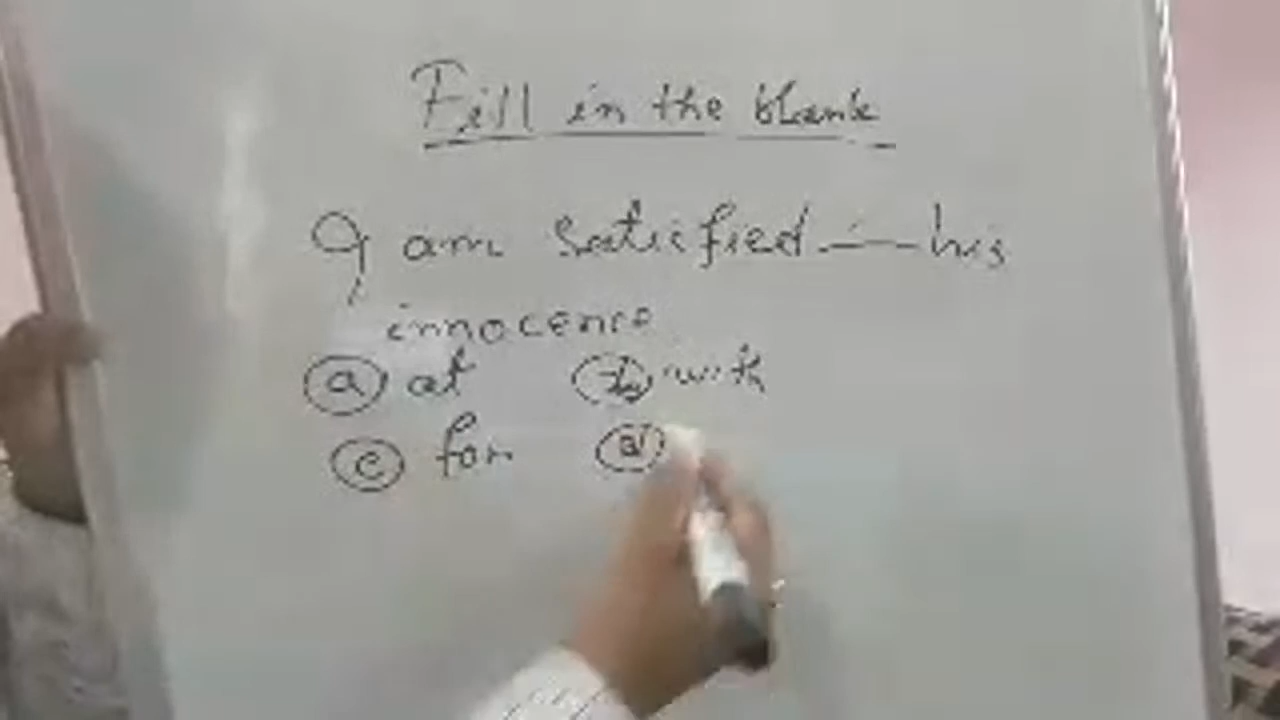 Fill in the blank
I am satisfied — his
innocence
(a) at (b) with
(c) for (d)